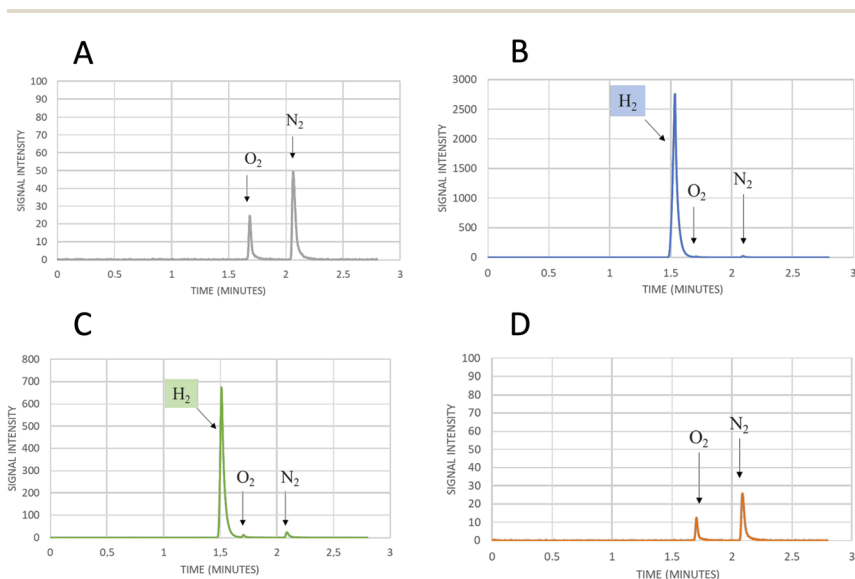 A
SIGNAL INTENSITY
100
90
80
70
60
50
40
30
20
10
0
O₂
N₂
0 0.5 1 1.5 2 2.5 3
TIME (MINUTES)
B
SIGNAL INTENSITY
3000
2500
2000
1500
1000
500
0
H₂
O₂
N₂
0 0.5 1 1.5 2 2.5 3
TIME (MINUTES)
C
SIGNAL INTENSITY
800
700
600
500
400
300
200
100
0
H₂
O₂
N₂
0 0,5 1 1,5 2 2,5 3
TIME (MINUTES)
D
SIGNAL INTENSITY
100
90
80
70
60
50
40
30
20
10
0
O₂
N₂
0 0.5 1 1.5 2 2.5 3
TIME (MINUTES)